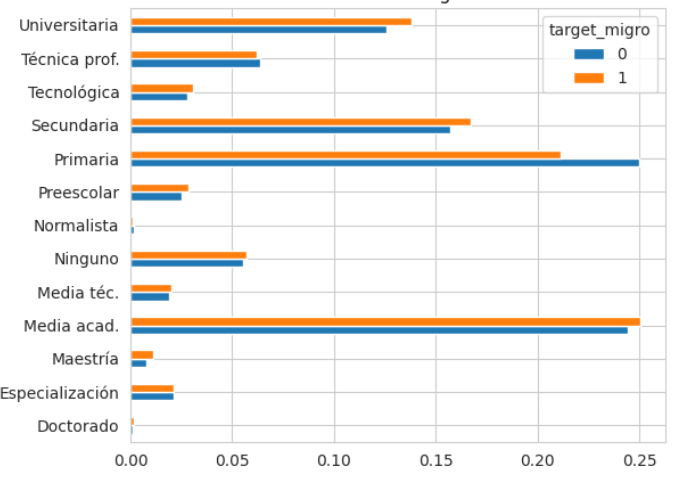 Universitaria
target_migro
0
1
Técnica prof.
Tecnológica
Secundaria
Primaria
Preescolar
Normalista
Ninguno
Media téc.
Media acad.
Maestría
Especialización
Doctorado
0.00 0.05 0.10 0.15 0.20 0.25